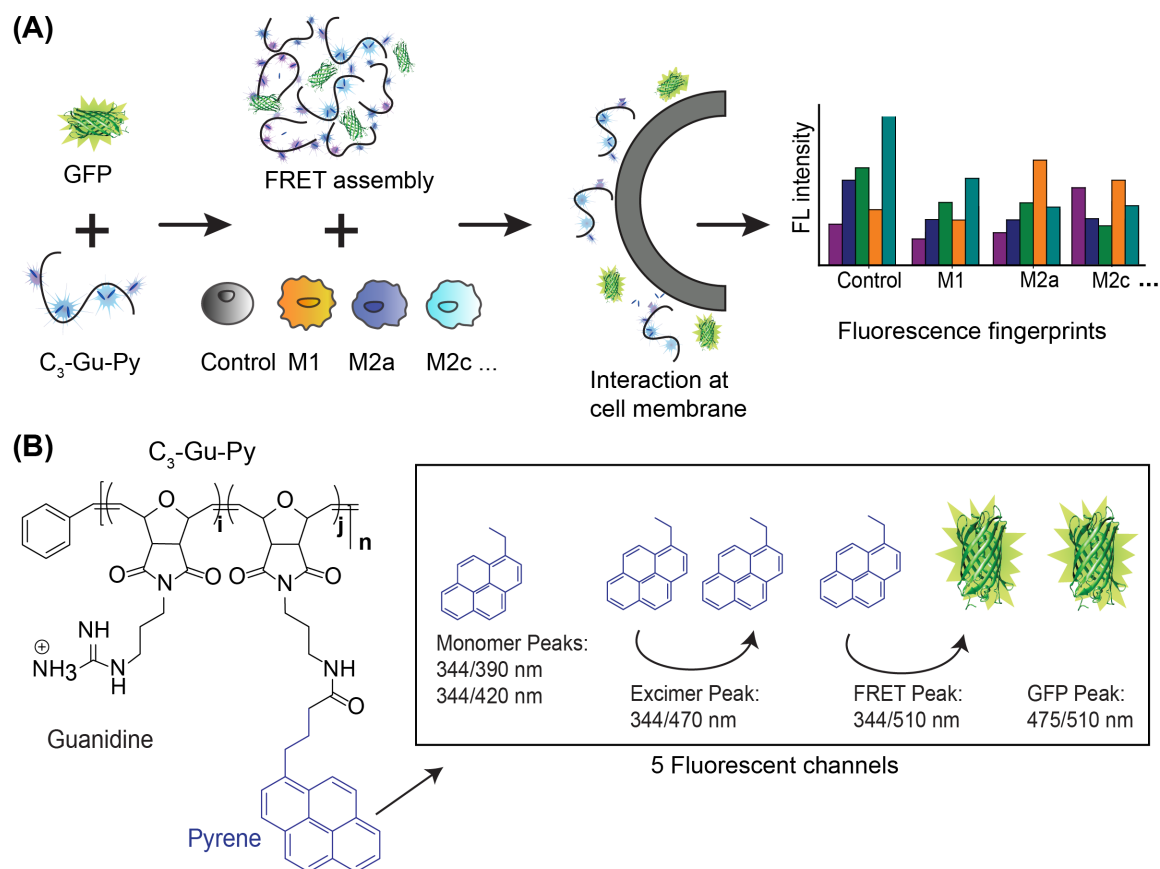 (A)
GFP
+
C3-Gu-Py
FRET assembly
+
Control M1 M2a M2c ...
Interaction at
cell membrane
FL intensity
Control M1 M2a M2c ...
Fluorescence fingerprints
(B)
C3-Gu-Py
O O
i j n
O N O O N O
NH
⊕
NH3 N
H
NH
O
Guanidine
Pyrene
Monomer Peaks:
344/390 nm
344/420 nm
Excimer Peak:
344/470 nm
FRET Peak:
344/510 nm
GFP Peak:
475/510 nm
5 Fluorescent channels